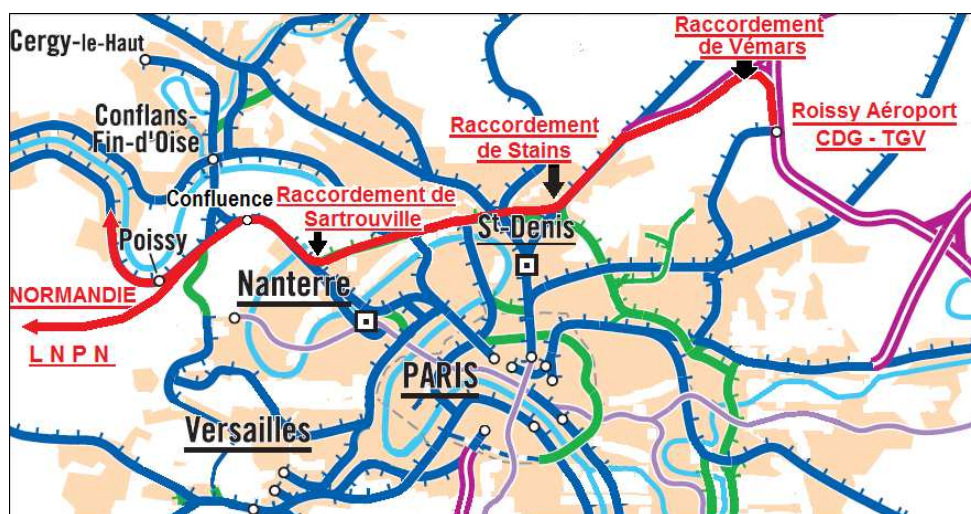 Raccordement
de Vémars
Cergy-le-Haut
Conflans-
Fin-d'Oise
Raccordement
de Stains
Roissy Aéroport
CDG - TGV
Confluence
Raccordement de
Sartrouville
Poissy
St-Denis
NORMANDIE
Nanterre
L N P N
PARIS
Versailles